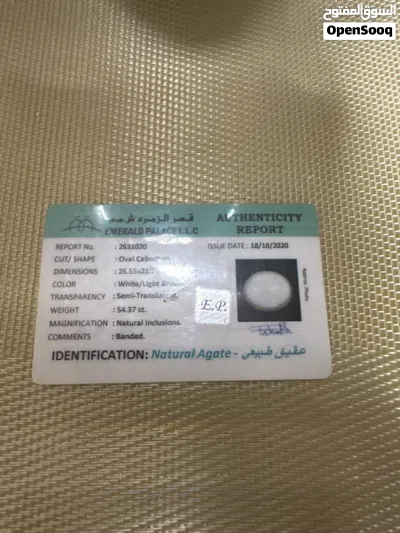 السوق المفتوح
OpenSooq
قصر الزمرد ش.ذ.م.م
EMERALD PALACE L.L.C
AUTHENTICITY
REPORT
REPORT No. : 2631020
ISSUE DATE : 18/10/2020
CUT/ SHAPE : Oval Cabochon
DIMENSIONS
COLOR : White/Light
TRANSPARENCY : Semi-Translucent.
WEIGHT : 54.37 ct.
MAGNIFICATION : Natural Inclusions.
COMMENTS : Banded.
E.P.
Approx. Photo
IDENTIFICATION: Natural Agate - عقيق طبيعي